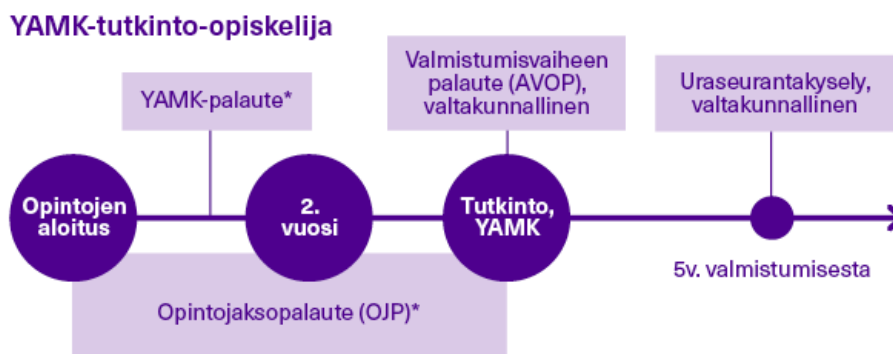 YAMK-tutkinto-opiskelija
YAMK-palaute*
Valmistumisvaiheen
palaute (AVOP),
valtakunnallinen
Uraseurantakysely,
valtakunnallinen
Opintojen
aloitus
2.
vuosi
Tutkinto,
YAMK
5v. valmistumisesta
Opintojaksopalaute (OJP)*